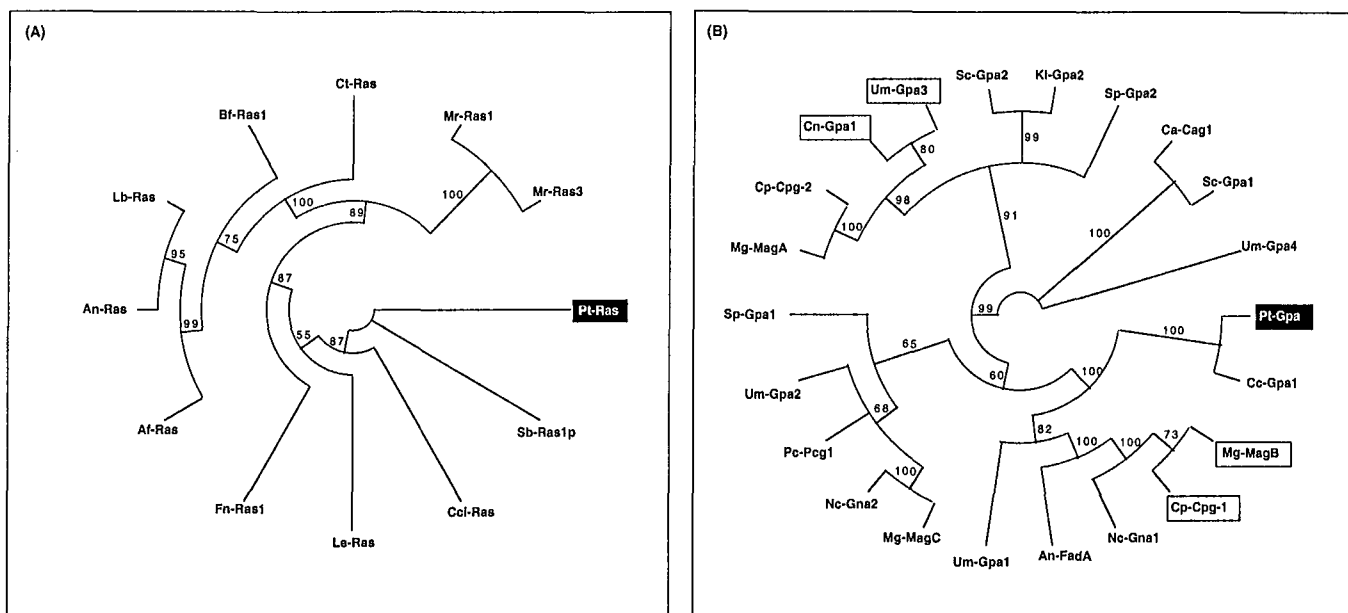 (A)
Ct-Ras
Bf-Ras1
Mr-Ras1
Lb-Ras
100
Mr-Ras3
100
89
75
95
87
An-Ras
99
Pt-Ras
55
87
Af-Ras
Sb-Ras1p
Fn-Ras1
Cci-Ras
Le-Ras
(B)
Sc-Gpa2
Kl-Gpa2
Um-Gpa3
Sp-Gpa2
Cn-Gpa1
99
Ca-Cag1
80
Cp-Cpg-2
98
Sc-Gpa1
91
100
Mg-MagA
100
Um-Gpa4
99
Sp-Gpa1
Pt-Gpa
100
65
60
100
Um-Gpa2
Cc-Gpa1
68
82
Pc-Pcg1
100
100
73
Mg-MagB
100
Nc-Gna2
Cp-Cpg-1
Mg-MagC
Nc-Gna1
Um-Gpa1
An-FadA